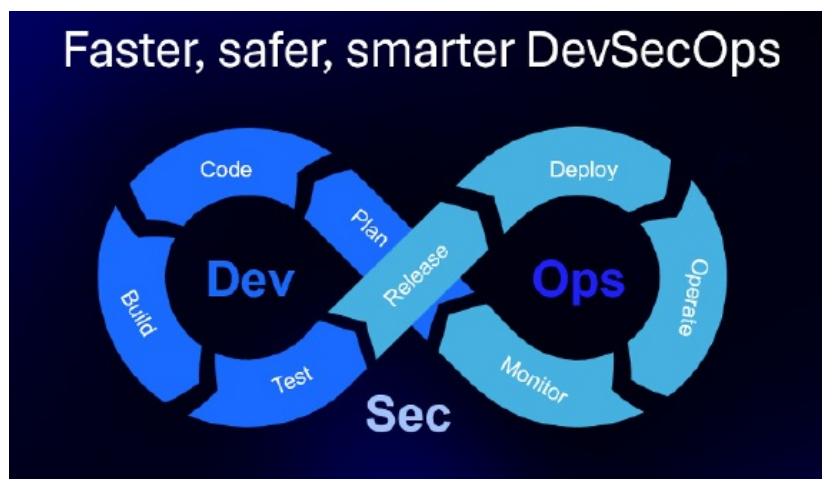 Faster, safer, smarter DevSecOps
Code
Deploy
Plan
Release
Dev
Ops
Build
Operate
Test
Monitor
Sec